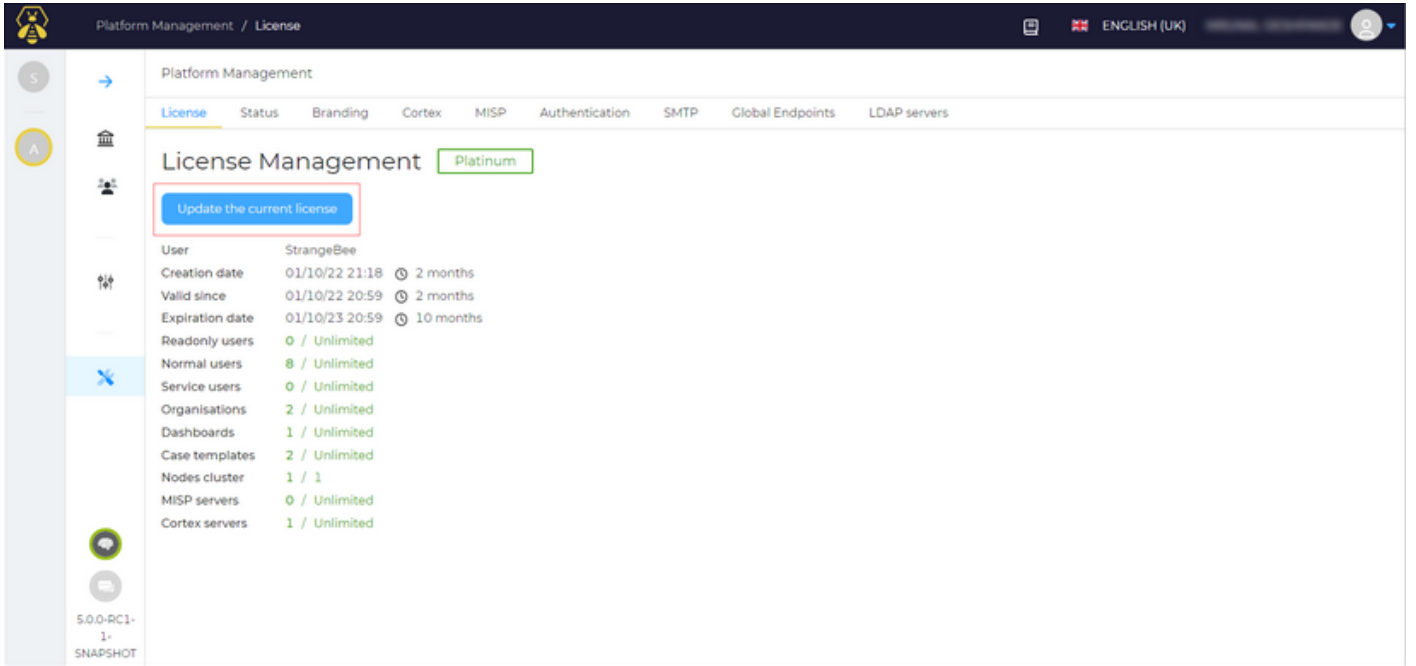 Platform Management / License
ENGLISH (UK)
S
A
Platform Management
License Status Branding Cortex MISP Authentication SMTP Global Endpoints LDAP servers
License Management Platinum
Update the current license
User StrangeBee
Creation date 01/10/22 21:18 2 months
Valid since 01/10/22 20:59 2 months
Expiration date 01/10/23 20:59 10 months
Readonly users 0 / Unlimited
Normal users 8 / Unlimited
Service users 0 / Unlimited
Organisations 2 / Unlimited
Dashboards 1 / Unlimited
Case templates 2 / Unlimited
Nodes cluster 1 / 1
MISP servers 0 / Unlimited
Cortex servers 1 / Unlimited
5.0.0-RC1-
1-
SNAPSHOT